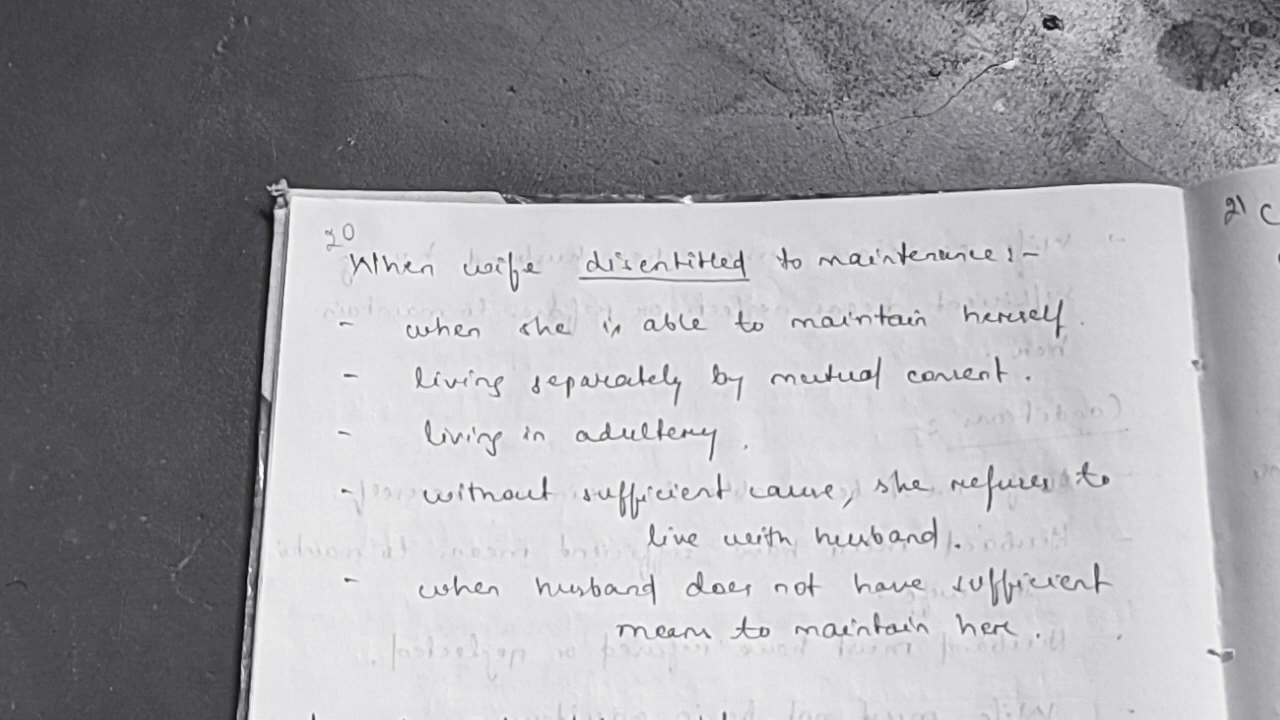 20
When wife disentitled to maintenance:-
- when she is able to maintain herself.
- living separately by mutual consent.
- living in adultery.
- without sufficient cause, she refuses to
live with husband.
- when husband does not have sufficient
means to maintain here.
21 C